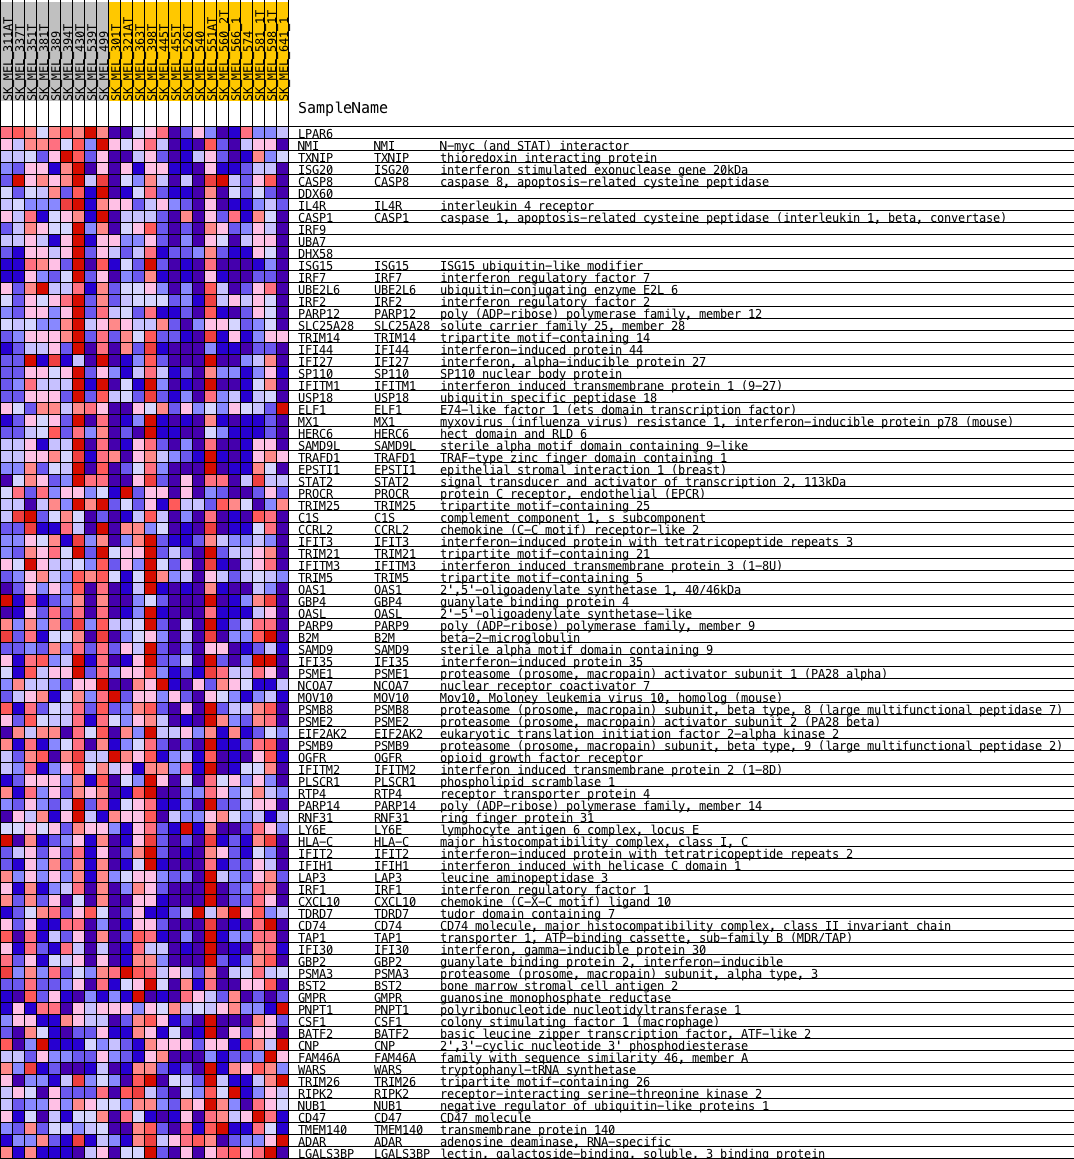 SK_MEL_311AT
SK_MEL_337T
SK_MEL_351T
SK_MEL_381T
SK_MEL_389
SK_MEL_394T
SK_MEL_430T
SK_MEL_539T
SK_MEL_499
SK_MEL_301T
SK_MEL_321AT
SK_MEL_363T
SK_MEL_398T
SK_MEL_445T
SK_MEL_455T
SK_MEL_526T
SK_MEL_540
SK_MEL_551AT
SK_MEL_560_2T
SK_MEL_566_1
SK_MEL_574
SK_MEL_581_1T
SK_MEL_598_1T
SK_MEL_641_1
SampleName
LPAR6
NMI NMI N-myc (and STAT) interactor
TXNIP TXNIP thioredoxin interacting protein
ISG20 ISG20 interferon stimulated exonuclease gene 20kDa
CASP8 CASP8 caspase 8, apoptosis-related cysteine peptidase
DDX60
IL4R IL4R interleukin 4 receptor
CASP1 CASP1 caspase 1, apoptosis-related cysteine peptidase (interleukin 1, beta, convertase)
IRF9
UBA7
DHX58
ISG15 ISG15 ISG15 ubiquitin-like modifier
IRF7 IRF7 interferon regulatory factor 7
UBE2L6 UBE2L6 ubiquitin-conjugating enzyme E2L 6
IRF2 IRF2 interferon regulatory factor 2
PARP12 PARP12 poly (ADP-ribose) polymerase family, member 12
SLC25A28 SLC25A28 solute carrier family 25, member 28
TRIM14 TRIM14 tripartite motif-containing 14
IFI44 IFI44 interferon-induced protein 44
IFI27 IFI27 interferon, alpha-inducible protein 27
SP110 SP110 SP110 nuclear body protein
IFITM1 IFITM1 interferon induced transmembrane protein 1 (9-27)
USP18 USP18 ubiquitin specific peptidase 18
ELF1 ELF1 E74-like factor 1 (ets domain transcription factor)
MX1 MX1 myxovirus (influenza virus) resistance 1, interferon-inducible protein p78 (mouse)
HERC6 HERC6 hect domain and RLD 6
SAMD9L SAMD9L sterile alpha motif domain containing 9-like
TRAFD1 TRAFD1 TRAF-type zinc finger domain containing 1
EPSTI1 EPSTI1 epithelial stromal interaction 1 (breast)
STAT2 STAT2 signal transducer and activator of transcription 2, 113kDa
PROCR PROCR protein C receptor, endothelial (EPCR)
TRIM25 TRIM25 tripartite motif-containing 25
C1S C1S complement component 1, s subcomponent
CCRL2 CCRL2 chemokine (C-C motif) receptor-like 2
IFIT3 IFIT3 interferon-induced protein with tetratricopeptide repeats 3
TRIM21 TRIM21 tripartite motif-containing 21
IFITM3 IFITM3 interferon induced transmembrane protein 3 (1-8U)
TRIM5 TRIM5 tripartite motif-containing 5
OAS1 OAS1 2',5'-oligoadenylate synthetase 1, 40/46kDa
GBP4 GBP4 guanylate binding protein 4
OASL OASL 2'-5'-oligoadenylate synthetase-like
PARP9 PARP9 poly (ADP-ribose) polymerase family, member 9
B2M B2M beta-2-microglobulin
SAMD9 SAMD9 sterile alpha motif domain containing 9
IFI35 IFI35 interferon-induced protein 35
PSME1 PSME1 proteasome (prosome, macropain) activator subunit 1 (PA28 alpha)
NCOA7 NCOA7 nuclear receptor coactivator 7
MOV10 MOV10 Mov10, Moloney leukemia virus 10, homolog (mouse)
PSMB8 PSMB8 proteasome (prosome, macropain) subunit, beta type, 8 (large multifunctional peptidase 7)
PSME2 PSME2 proteasome (prosome, macropain) activator subunit 2 (PA28 beta)
EIF2AK2 EIF2AK2 eukaryotic translation initiation factor 2-alpha kinase 2
PSMB9 PSMB9 proteasome (prosome, macropain) subunit, beta type, 9 (large multifunctional peptidase 2)
OGFR OGFR opioid growth factor receptor
IFITM2 IFITM2 interferon induced transmembrane protein 2 (1-8D)
PLSCR1 PLSCR1 phospholipid scramblase 1
RTP4 RTP4 receptor transporter protein 4
PARP14 PARP14 poly (ADP-ribose) polymerase family, member 14
RNF31 RNF31 ring finger protein 31
LY6E LY6E lymphocyte antigen 6 complex, locus E
HLA-C HLA-C major histocompatibility complex, class I, C
IFIT2 IFIT2 interferon-induced protein with tetratricopeptide repeats 2
IFIH1 IFIH1 interferon induced with helicase C domain 1
LAP3 LAP3 leucine aminopeptidase 3
IRF1 IRF1 interferon regulatory factor 1
CXCL10 CXCL10 chemokine (C-X-C motif) ligand 10
TDRD7 TDRD7 tudor domain containing 7
CD74 CD74 CD74 molecule, major histocompatibility complex, class II invariant chain
TAP1 TAP1 transporter 1, ATP-binding cassette, sub-family B (MDR/TAP)
IFI30 IFI30 interferon, gamma-inducible protein 30
GBP2 GBP2 guanylate binding protein 2, interferon-inducible
PSMA3 PSMA3 proteasome (prosome, macropain) subunit, alpha type, 3
BST2 BST2 bone marrow stromal cell antigen 2
GMPR GMPR guanosine monophosphate reductase
PNPT1 PNPT1 polyribonucleotide nucleotidyltransferase 1
CSF1 CSF1 colony stimulating factor 1 (macrophage)
BATF2 BATF2 basic leucine zipper transcription factor, ATF-like 2
CNP CNP 2',3'-cyclic nucleotide 3' phosphodiesterase
FAM46A FAM46A family with sequence similarity 46, member A
WARS WARS tryptophanyl-tRNA synthetase
TRIM26 TRIM26 tripartite motif-containing 26
RIPK2 RIPK2 receptor-interacting serine-threonine kinase 2
NUB1 NUB1 negative regulator of ubiquitin-like proteins 1
CD47 CD47 CD47 molecule
TMEM140 TMEM140 transmembrane protein 140
ADAR ADAR adenosine deaminase, RNA-specific
LGALS3BP LGALS3BP lectin, galactoside-binding, soluble, 3 binding protein